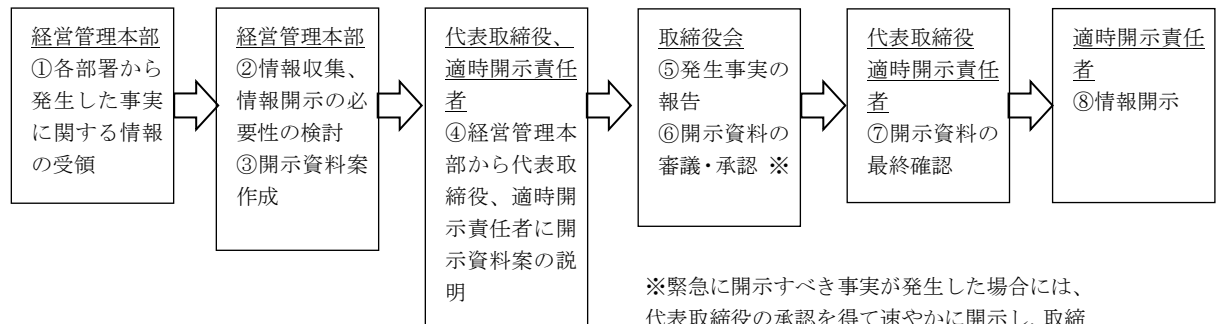 経営管理本部
①各部署から
発生した事実
に関する情報
の受領
経営管理本部
②情報収集、
情報開示の必
要性の検討
③開示資料案
作成
代表取締役、
適時開示責任
者
④経営管理本
部から代表取
締役、適時開
示責任者に開
示資料案の説
明
取締役会
⑤発生事実の
報告
⑥開示資料の
審議・承認 ※
代表取締役
適時開示責任
者
⑦開示資料の
最終確認
適時開示責任
者
⑧情報開示
※緊急に開示すべき事実が発生した場合には、
代表取締役の承認を得て速やかに開示し、取締